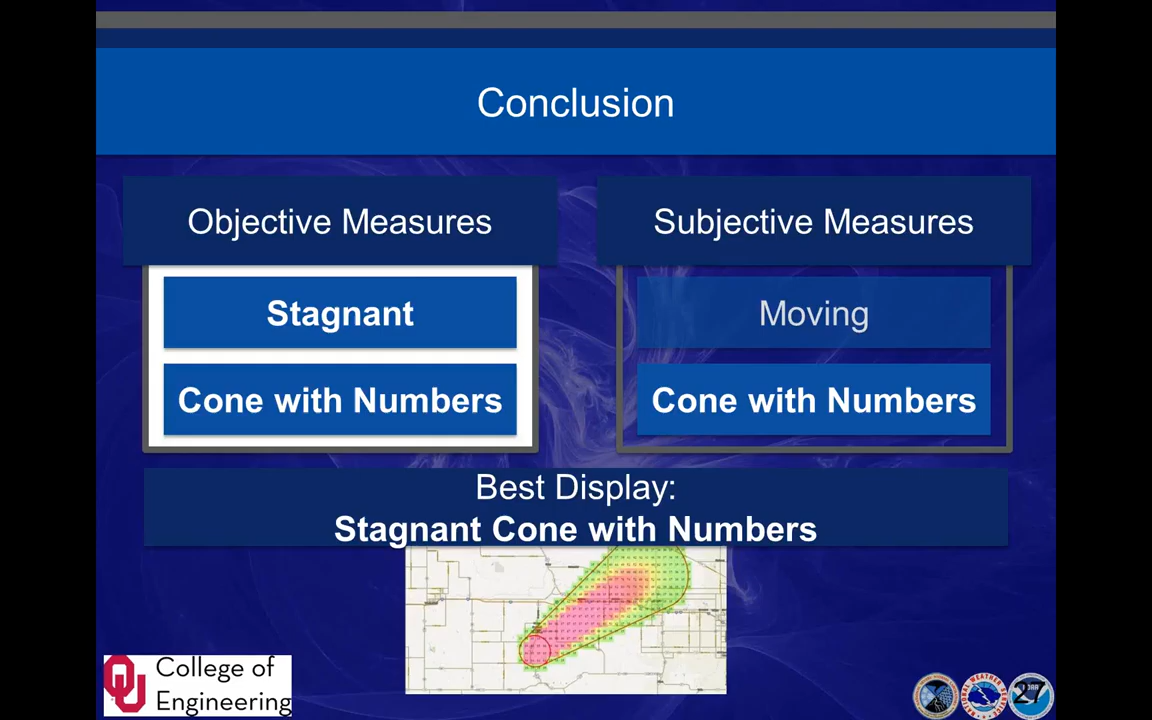 Conclusion
Objective Measures
Subjective Measures
Stagnant
Moving
Cone with Numbers
Cone with Numbers
Best Display:
Stagnant Cone with Numbers
College of
Engineering
27